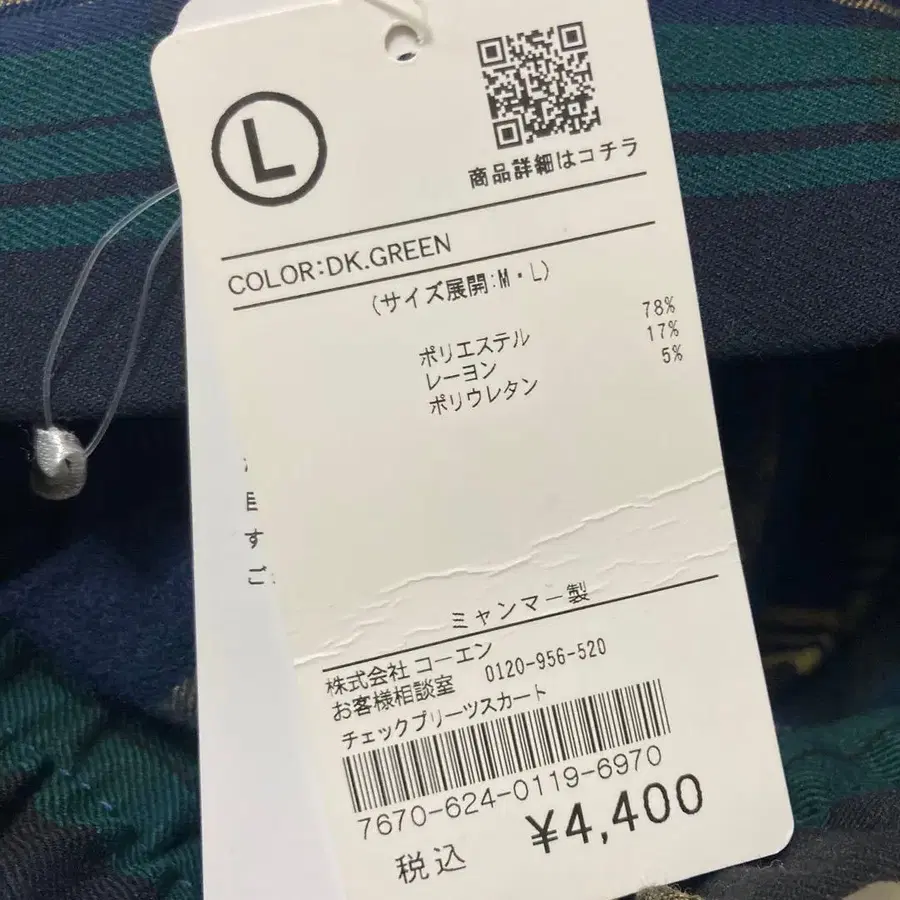 L
商品詳細はコチラ
COLOR:DK.GREEN
(サイズ展開:M・L)
ポリエステル 78%
レーヨン 17%
ポリウレタン 5%
目
す
ご
ミャンマー製
株式会社 コーエン
お客様相談室 0120-956-520
チェックプリーツスカート
7670-624-0119-6970
税込 ¥4,400